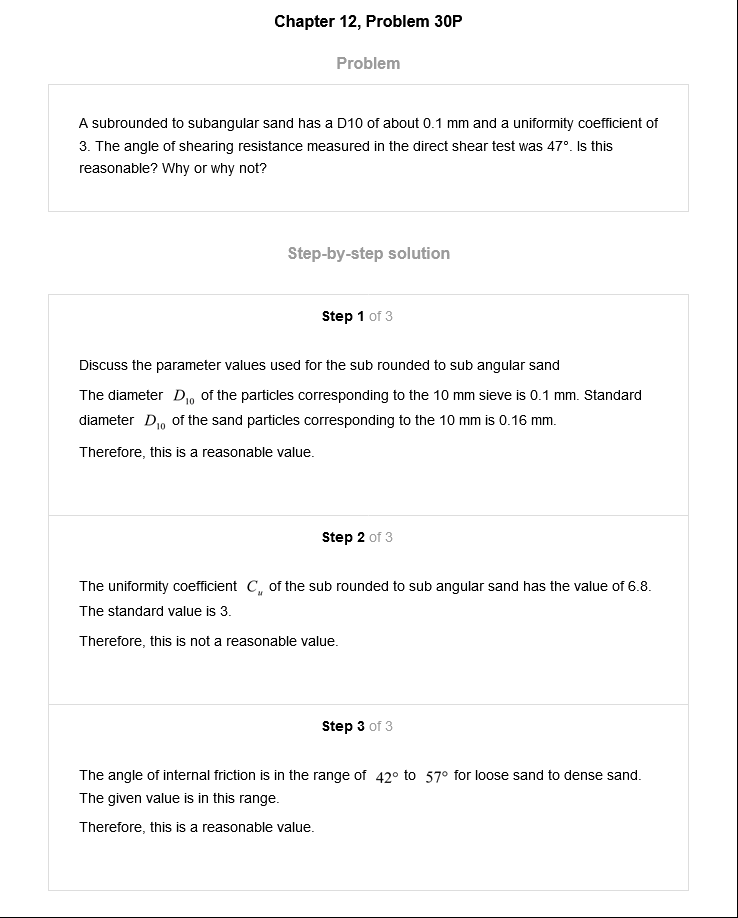 Chapter 12, Problem 30P
Problem
A subrounded to subangular sand has a D10 of about 0.1 mm and a uniformity coefficient of
3. The angle of shearing resistance measured in the direct shear test was 47°. Is this
reasonable? Why or why not?
Step-by-step solution
Step 1 of 3
Discuss the parameter values used for the sub rounded to sub angular sand
The diameter D₁₀ of the particles corresponding to the 10 mm sieve is 0.1 mm. Standard
diameter D₁₀ of the sand particles corresponding to the 10 mm is 0.16 mm.
Therefore, this is a reasonable value.
Step 2 of 3
The uniformity coefficient Cᵤ of the sub rounded to sub angular sand has the value of 6.8.
The standard value is 3.
Therefore, this is not a reasonable value.
Step 3 of 3
The angle of internal friction is in the range of 42° to 57° for loose sand to dense sand.
The given value is in this range.
Therefore, this is a reasonable value.